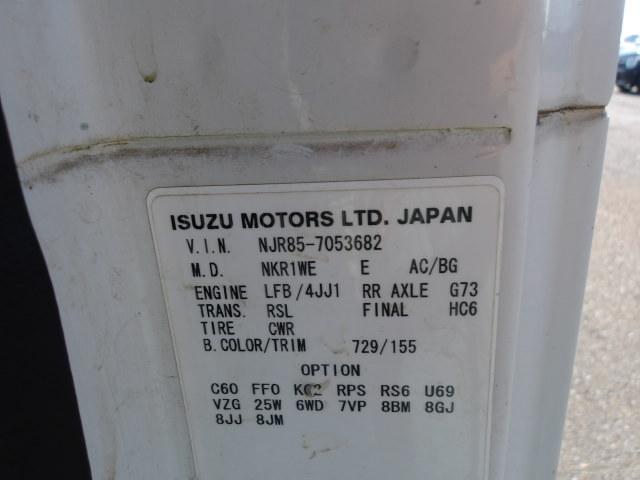 ISUZU MOTORS LTD. JAPAN
V.I.N. NJR85-7053682
M.D. NKR1WE E AC/BG
ENGINE LFB/4JJ1 RR AXLE G73
TRANS. RSL FINAL HC6
TIRE CWR
B.COLOR/TRIM 729/155
OPTION
C60 FF0 RPS RS6 U69
VZG 25W 6WD 7VP 8BM 8GJ
8JJ 8JM